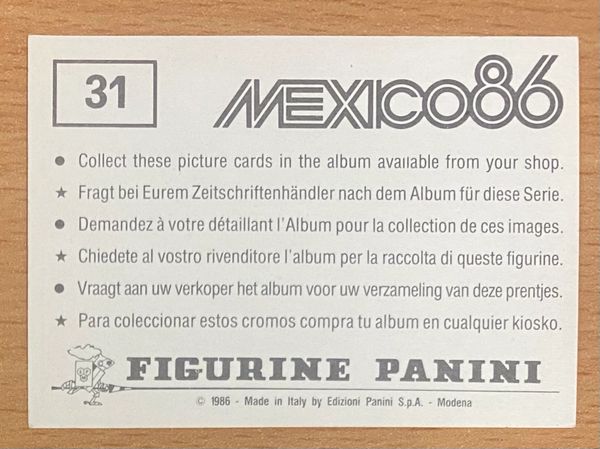 31
MEXICO86
● Collect these picture cards in the album available from your shop.
★ Fragt bei Eurem Zeitschriftenhändler nach dem Album für diese Serie.
● Demandez à votre détaillant l'Album pour la collection de ces images.
★ Chiedete al vostro rivenditore l'album per la raccolta di queste figurine.
● Vraagt aan uw verkoper het album voor uw verzameling van deze prentjes.
★ Para coleccionar estos cromos compra tu album en cualquier kiosko.
FIGURINE PANINI
© 1986 - Made in Italy by Edizioni Panini S.p.A. - Modena